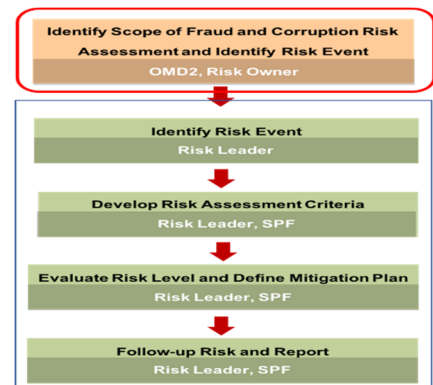 Identify Scope of Fraud and Corruption Risk
Assessment and Identify Risk Event
OMD2, Risk Owner
Identify Risk Event
Risk Leader
Develop Risk Assessment Criteria
Risk Leader, SPF
Evaluate Risk Level and Define Mitigation Plan
Risk Leader, SPF
Follow-up Risk and Report
Risk Leader, SPF